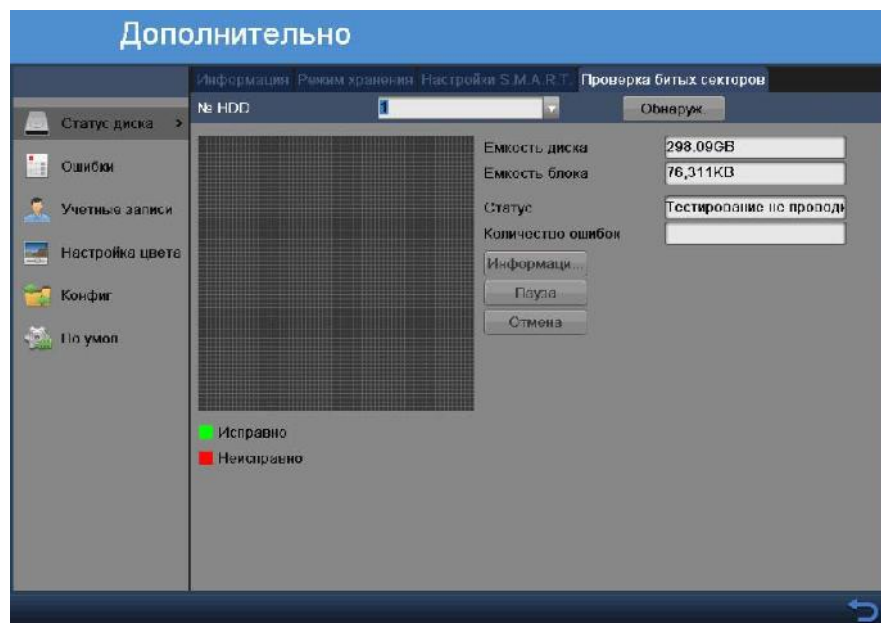 Дополнительно
Информация Режим хранения Настройки S.M.A.R.T. Проверка битых секторов
№ HDD 1 Обнаруж.
Статус диска >
Ошибки
Учетные записи
Настройка цвета
Конфиг
По умол
Емкость диска 298.09GB
Емкость блока 76,311KB
Статус Тестирование не проводи
Количество ошибок
Информаци...
Пауза
Отмена
Исправно
Неисправно